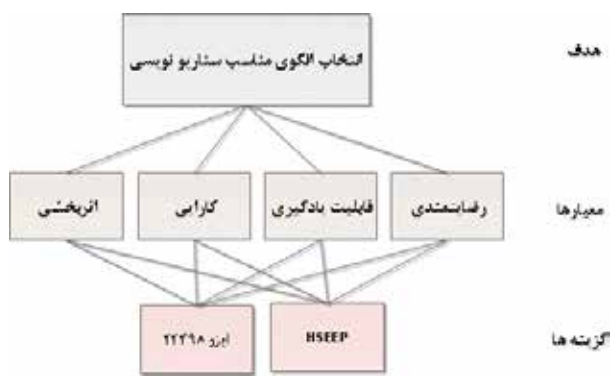 هدف
انتخاب الگوی مناسب سناریو نویسی
معیارها
رضایتمندی
قابلیت یادگیری
کارایی
اثربخشی
گزینه ها
HSEEP
ایزو ۲۲۳۹۸